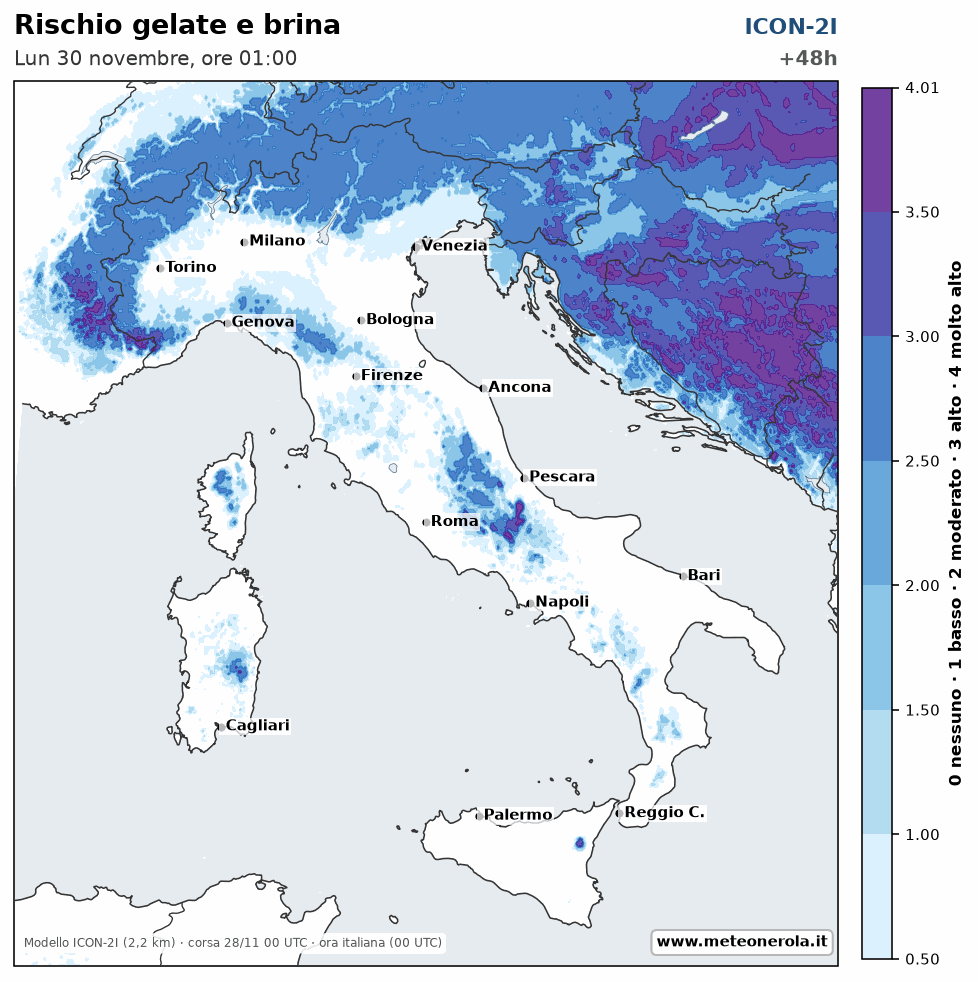 Rischio gelate e brina
ICON-2I
Lun 30 novembre, ore 01:00
+48h
4.01
3.50
3.00
2.50
2.00
1.50
1.00
0.50
0 nessuno · 1 basso · 2 moderato · 3 alto · 4 molto alto
Milano
Venezia
Torino
Genova
Bologna
Firenze
Ancona
Pescara
Roma
Bari
Napoli
Cagliari
Palermo
Reggio C.
Modello ICON-2I (2,2 km) · corsa 28/11 00 UTC · ora italiana (00 UTC)
www.meteonerola.it